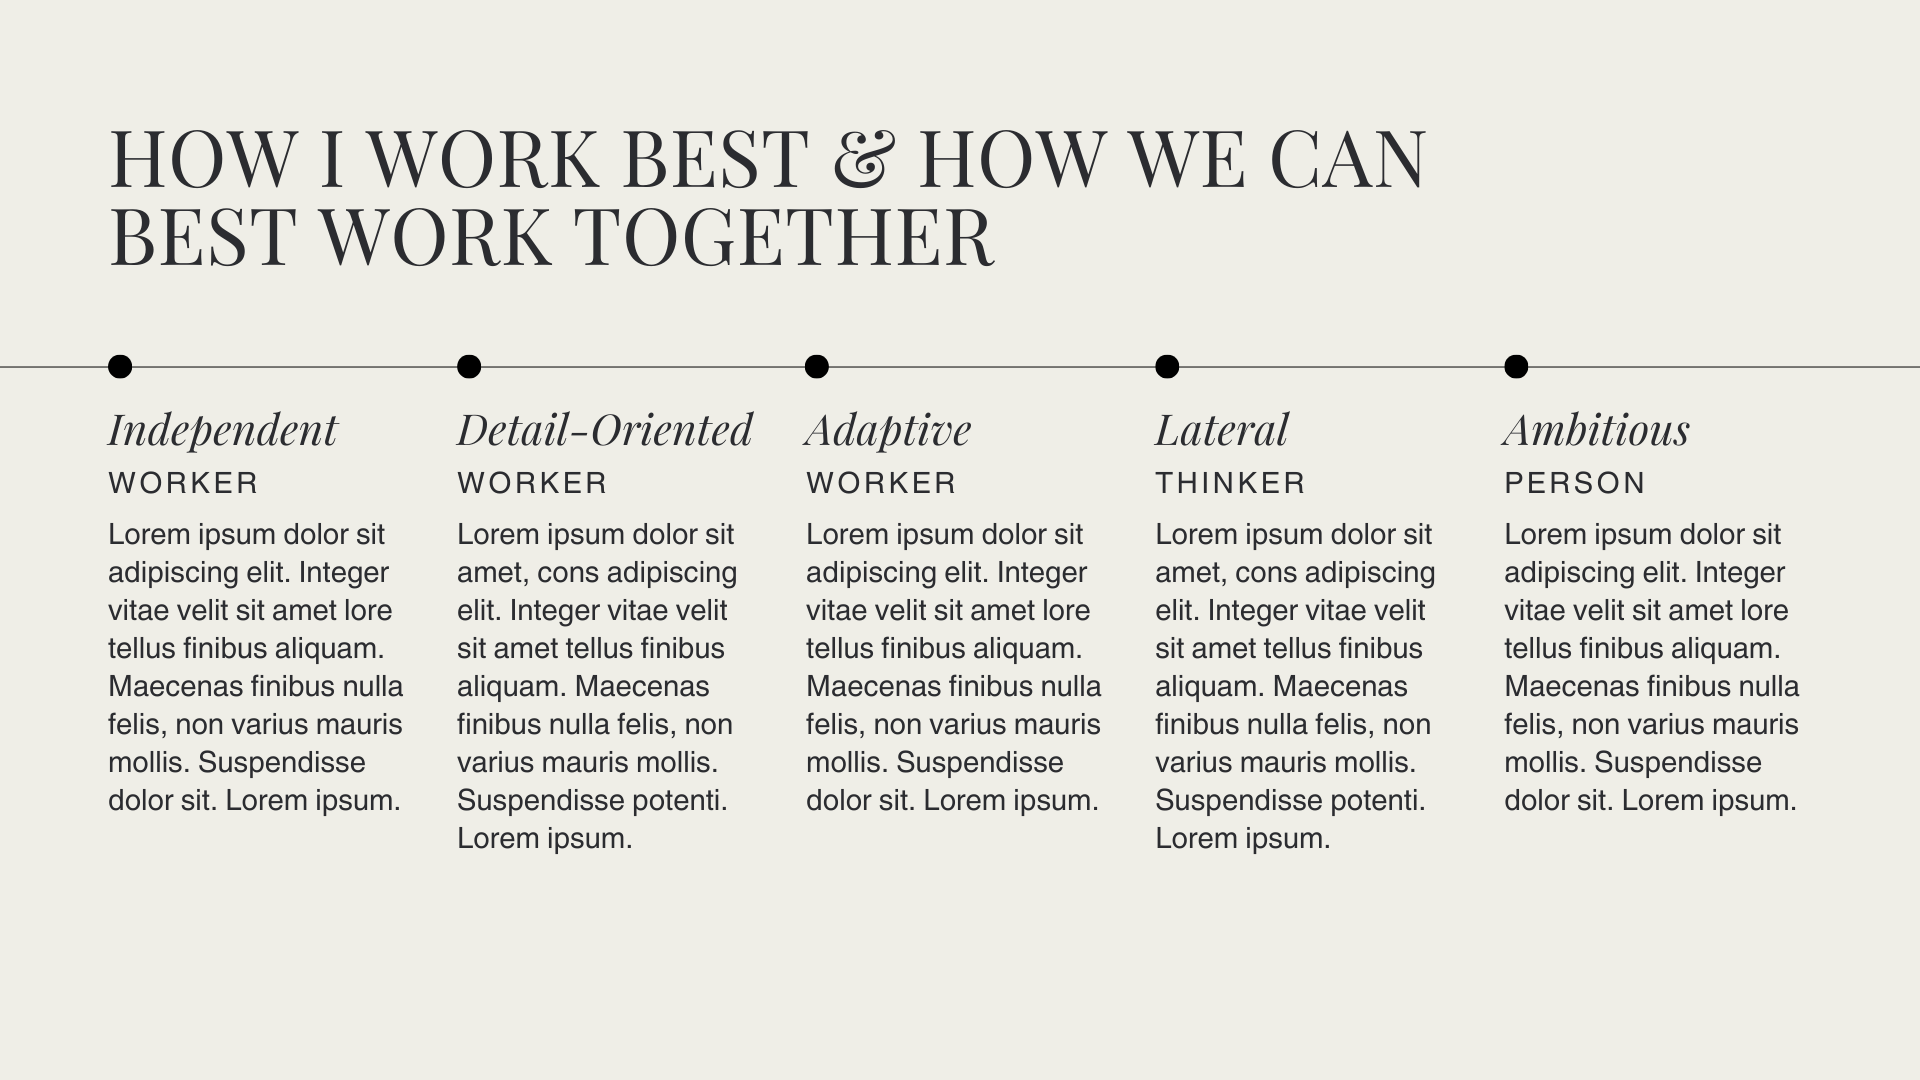 HOW I WORK BEST & HOW WE CAN
BEST WORK TOGETHER
Independent
WORKER
Lorem ipsum dolor sit
adipiscing elit. Integer
vitae velit sit amet lore
tellus finibus aliquam.
Maecenas finibus nulla
felis, non varius mauris
mollis. Suspendisse
dolor sit. Lorem ipsum.
Detail-Oriented
WORKER
Lorem ipsum dolor sit
amet, cons adipiscing
elit. Integer vitae velit
sit amet tellus finibus
aliquam. Maecenas
finibus nulla felis, non
varius mauris mollis.
Suspendisse potenti.
Lorem ipsum.
Adaptive
WORKER
Lorem ipsum dolor sit
adipiscing elit. Integer
vitae velit sit amet lore
tellus finibus aliquam.
Maecenas finibus nulla
felis, non varius mauris
mollis. Suspendisse
dolor sit. Lorem ipsum.
Lateral
THINKER
Lorem ipsum dolor sit
amet, cons adipiscing
elit. Integer vitae velit
sit amet tellus finibus
aliquam. Maecenas
finibus nulla felis, non
varius mauris mollis.
Suspendisse potenti.
Lorem ipsum.
Ambitious
PERSON
Lorem ipsum dolor sit
adipiscing elit. Integer
vitae velit sit amet lore
tellus finibus aliquam.
Maecenas finibus nulla
felis, non varius mauris
mollis. Suspendisse
dolor sit. Lorem ipsum.